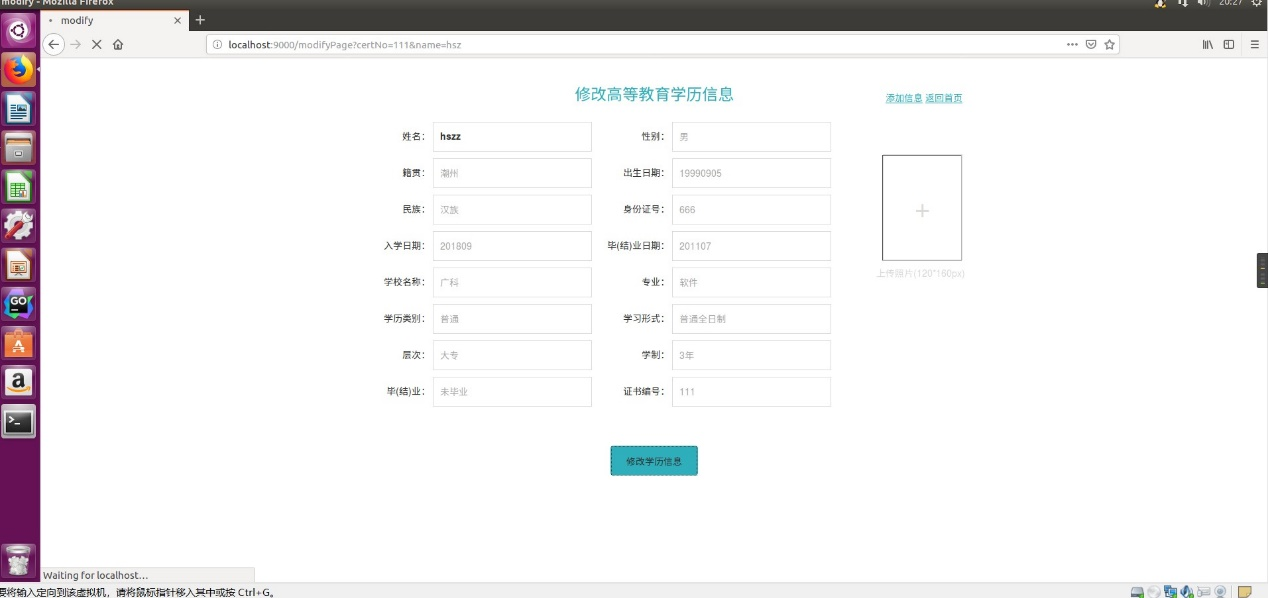 modify - Mozilla Firefox
20:27
modify
localhost:9000/modifyPage?certNo=111&name=hsz
修改高等教育学历信息
添加信息 返回首页
姓名: hszz 性别: 男
籍贯: 潮州 出生日期: 19990905
民族: 汉族 身份证号: 666
入学日期: 201809 毕(结)业日期: 201107
上传照片(120*160px)
学校名称: 广科 专业: 软件
学历类别: 普通 学习形式: 普通全日制
层次: 大专 学制: 3年
毕(结)业: 未毕业 证书编号: 111
修改学历信息
GO
Waiting for localhost...
要将输入定向到该虚拟机，请将鼠标指针移入其中或按 Ctrl+G。